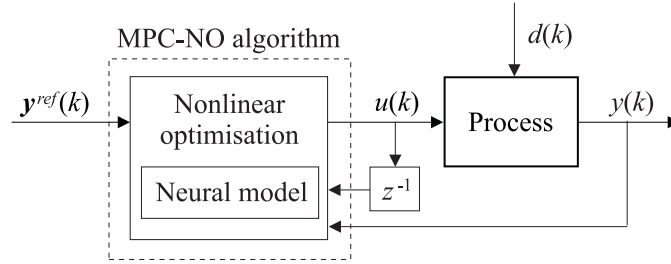 MPC-NO algorithm
d(k)
y^ref(k)
Nonlinear
optimisation
u(k)
Process
y(k)
Neural model
z^-1